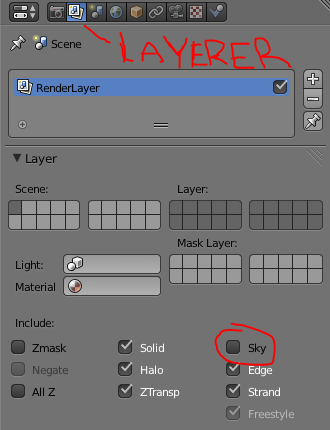 Scene
LAYERER
RenderLayer
Layer
Scene:
Layer:
Mask Layer:
Light:
Material
Include:
Zmask
Solid
Sky
Negate
Halo
Edge
All Z
ZTransp
Strand
Freestyle